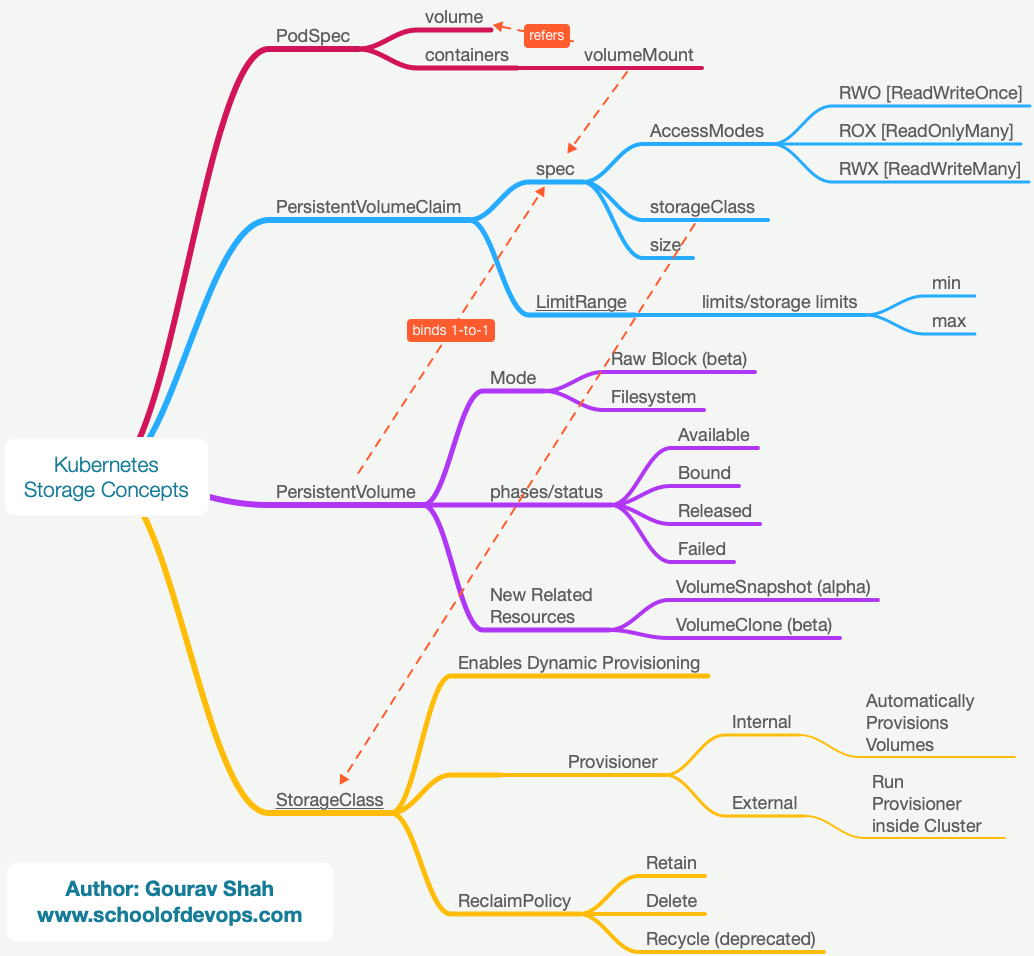 PodSpec
volume
refers
containers
volumeMount
PersistentVolumeClaim
spec
AccessModes
RWO [ReadWriteOnce]
ROX [ReadOnlyMany]
RWX [ReadWriteMany]
storageClass
size
LimitRange
limits/storage limits
min
max
binds 1-to-1
Kubernetes
Storage Concepts
PersistentVolume
Mode
Raw Block (beta)
Filesystem
phases/status
Available
Bound
Released
Failed
New Related
Resources
VolumeSnapshot (alpha)
VolumeClone (beta)
StorageClass
Enables Dynamic Provisioning
Provisioner
Internal
Automatically
Provisions
Volumes
External
Run
Provisioner
inside Cluster
ReclaimPolicy
Retain
Delete
Recycle (deprecated)
Author: Gourav Shah
www.schoolofdevops.com